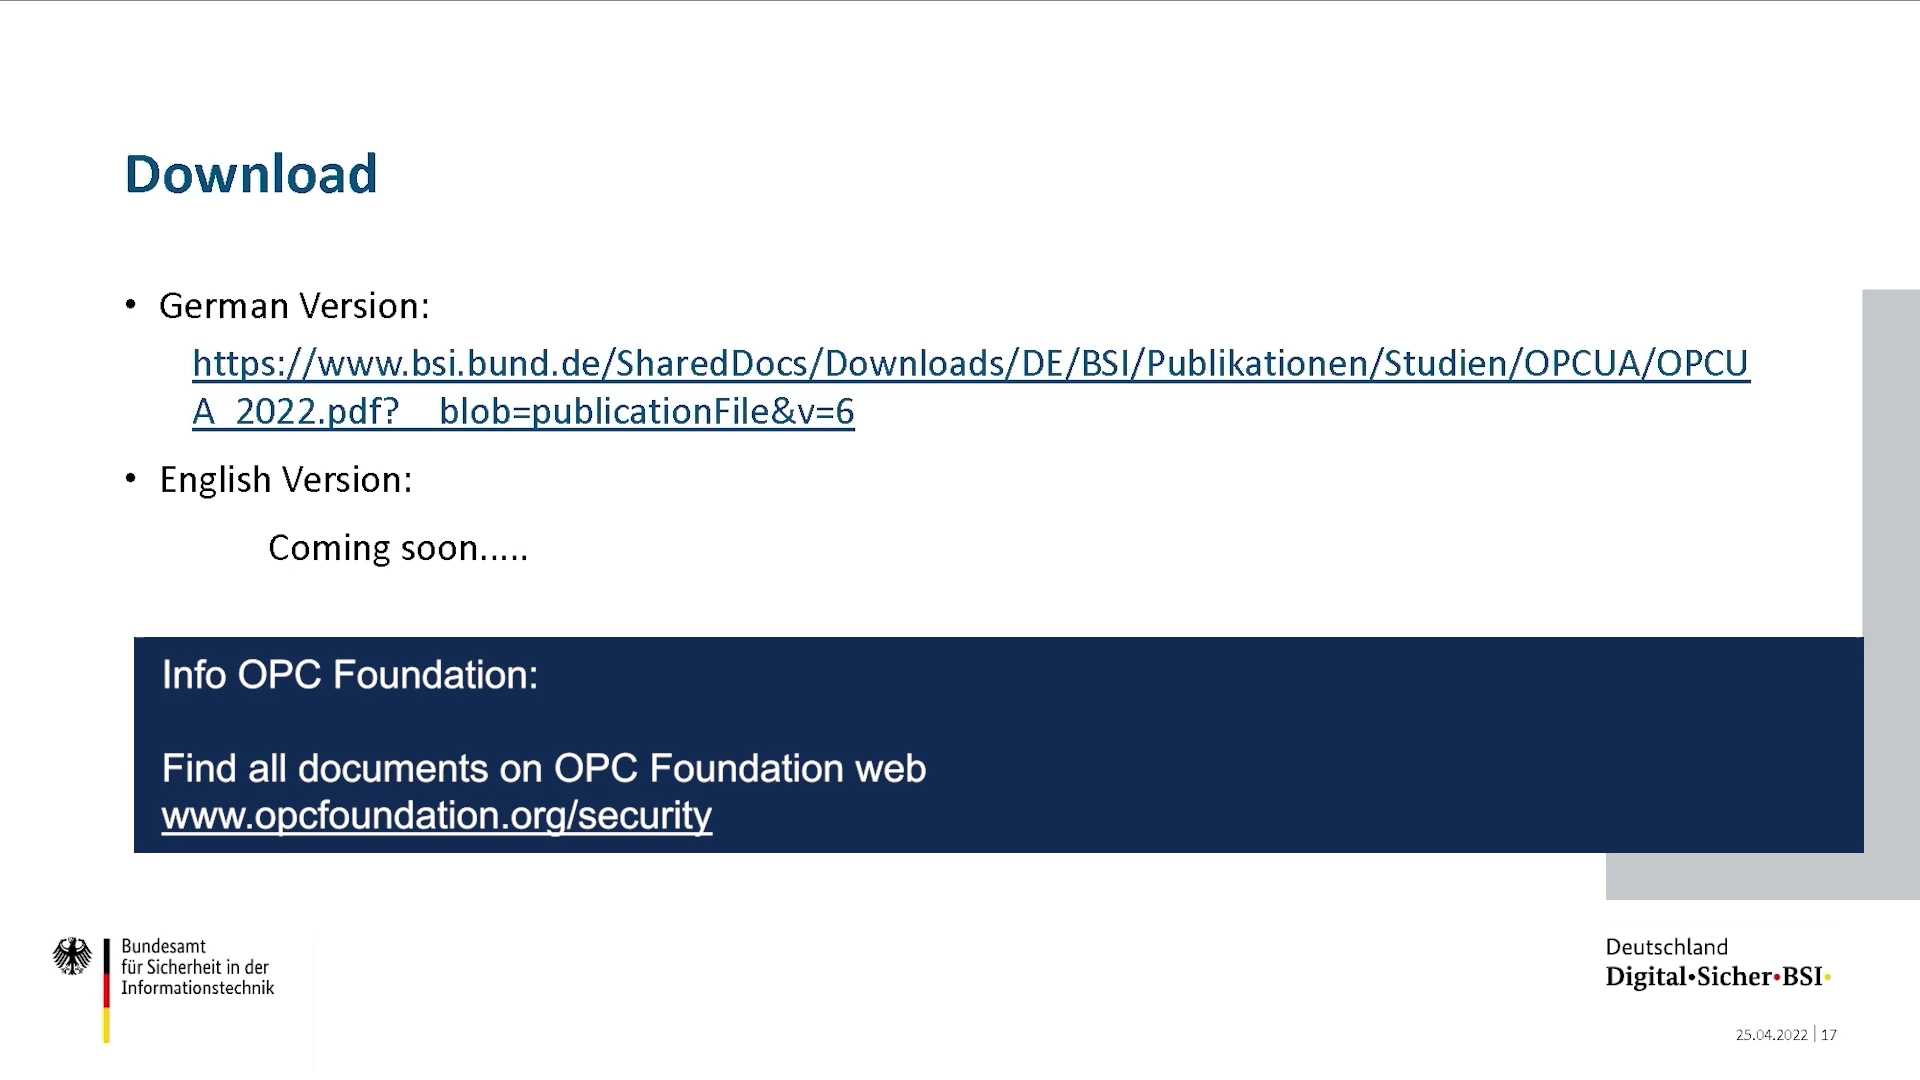 Download
• German Version:
https://www.bsi.bund.de/SharedDocs/Downloads/DE/BSI/Publikationen/Studien/OPCUA/OPCU
A_2022.pdf?__blob=publicationFile&v=6
• English Version:
Coming soon.....
Info OPC Foundation:
Find all documents on OPC Foundation web
www.opcfoundation.org/security
Bundesamt
für Sicherheit in der
Informationstechnik
Deutschland
Digital•Sicher•BSI•
25.04.2022 | 17